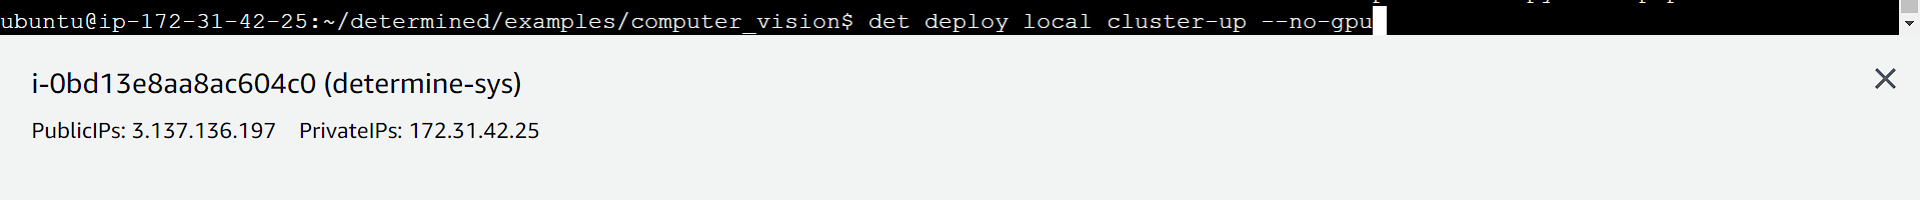 ubuntu@ip-172-31-42-25:~/determined/examples/computer_vision$ det deploy local cluster-up --no-gpu
i-0bd13e8aa8ac604c0 (determine-sys)
PublicIPs: 3.137.136.197 PrivateIPs: 172.31.42.25